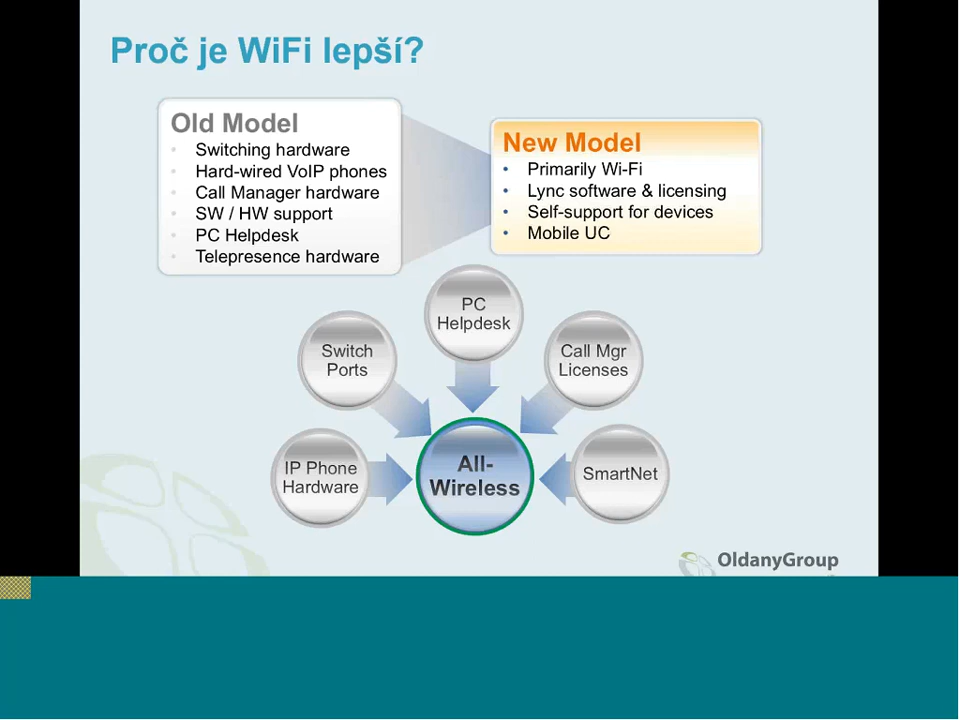 Proč je WiFi lepší?
Old Model
• Switching hardware
• Hard-wired VoIP phones
• Call Manager hardware
• SW / HW support
• PC Helpdesk
• Telepresence hardware
New Model
• Primarily Wi-Fi
• Lync software & licensing
• Self-support for devices
• Mobile UC
PC
Helpdesk
Switch
Ports
Call Mgr
Licenses
IP Phone
Hardware
All-
Wireless
SmartNet
OldanyGroup